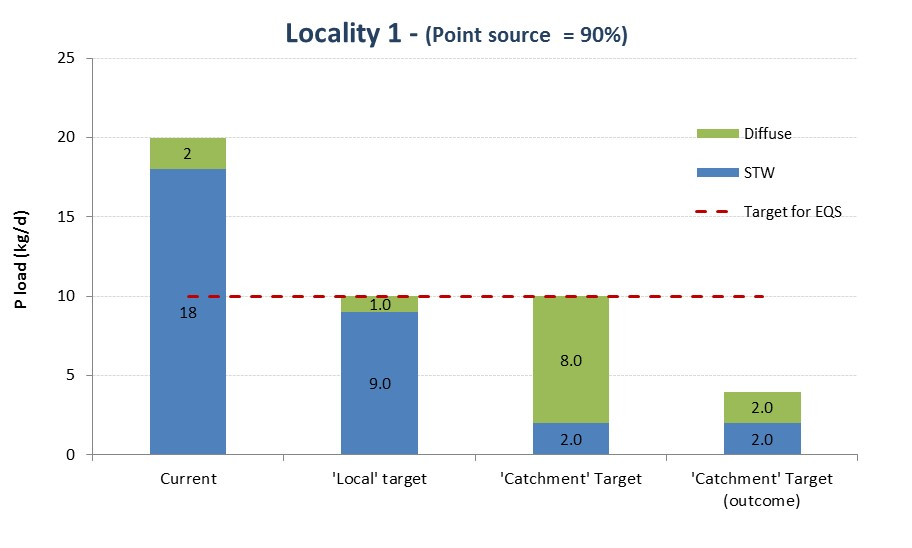 Locality 1 - (Point source = 90%)
25
20
15
10
5
0
P load (kg/d)
2
18
1.0
9.0
8.0
2.0
2.0
2.0
Diffuse
STW
Target for EQS
Current
'Local' target
'Catchment' Target
'Catchment' Target
(outcome)